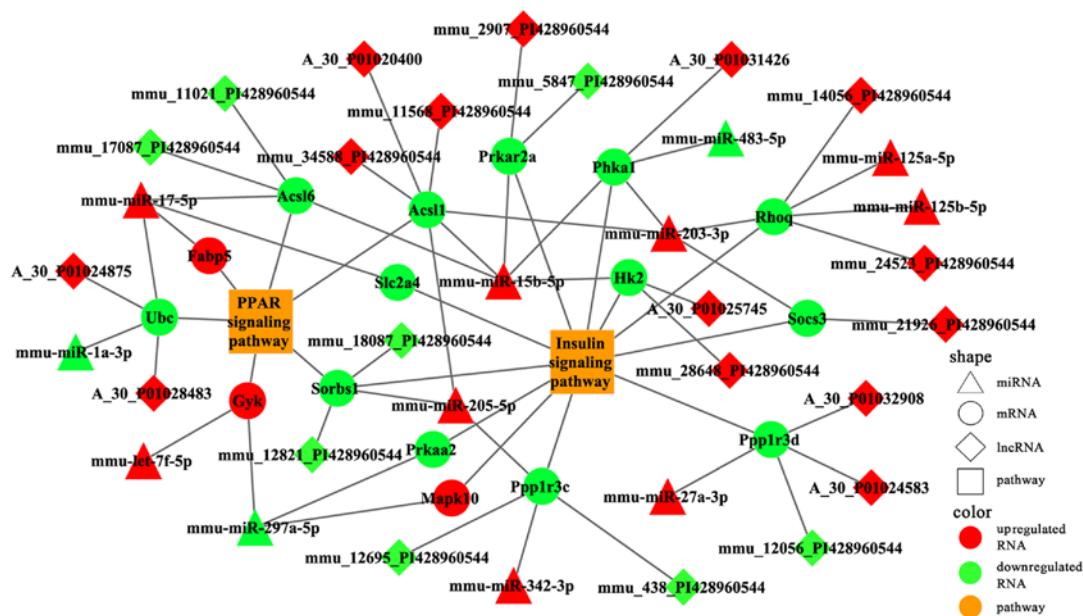 mmu_2907_PI428960544
A_30_P01020400
A_30_P01031426
mmu_5847_PI428960544
mmu_11021_PI428960544
mmu_14056_PI428960544
mmu_11568_PI428960544
mmu-miR-483-5p
mmu_17087_PI428960544
mmu_34588_PI428960544
Prkar2a
Phka1
mmu-miR-125a-5p
mmu-miR-17-5p
Acsl6
Acsl1
Rhoq
mmu-miR-125b-5p
mmu-miR-203-3p
Fabp5
mmu_24523_PI428960544
A_30_P01024875
Slc2a4
mmu-miR-15b-5p
Hk2
A_30_P01025745
PPAR
signaling
pathway
Ubc
Socs3
mmu_21926_PI428960544
mmu_18087_PI428960544
Insulin
signaling
pathway
mmu-miR-1a-3p
mmu_28648_PI428960544
A_30_P01028483
Gyk
Sorbs1
mmu-miR-205-5p
A_30_P01032908
Prkaa2
Ppp1r3d
mmu-let-7f-5p
mmu_12821_PI428960544
Mapk10
Ppp1r3c
mmu-miR-27a-3p
A_30_P01024583
mmu-miR-297a-5p
mmu_12695_PI428960544
mmu_12056_PI428960544
mmu-miR-342-3p
mmu_438_PI428960544
shape
miRNA
mRNA
lncRNA
pathway
color
upregulated
RNA
downregulated
RNA
pathway